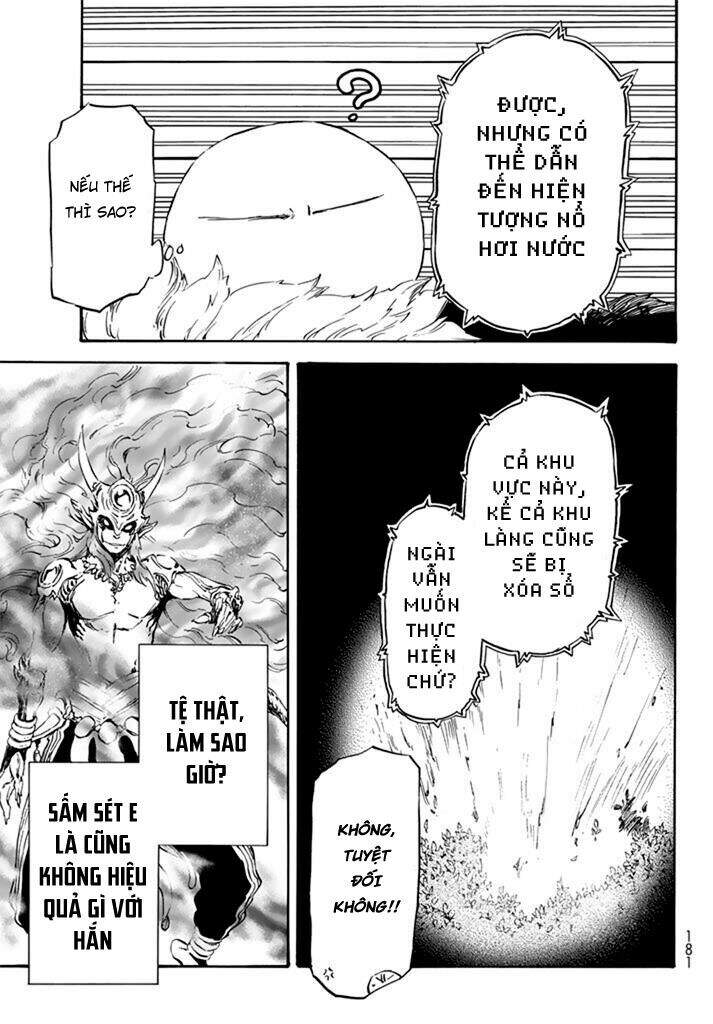 ?
ĐƯỢC,
NHƯNG CÓ
THỂ DẪN
ĐẾN HIỆN
TƯỢNG NỔ
HƠI NƯỚC
NẾU THẾ
THÌ SAO?
CẢ KHU
VỰC NÀY,
KỂ CẢ KHU
LÀNG CŨNG
SẼ BỊ
XÓA SỔ
NGÀI
VẪN
MUỐN
THỰC
HIỆN
CHỨ?
KHÔNG,
TUYỆT
ĐỐI
KHÔNG!!
TỆ THẬT,
LÀM SAO
GIỜ?
SẤM SÉT E
LÀ CŨNG
KHÔNG HIỆU
QUẢ GÌ VỚI
HẮN
181